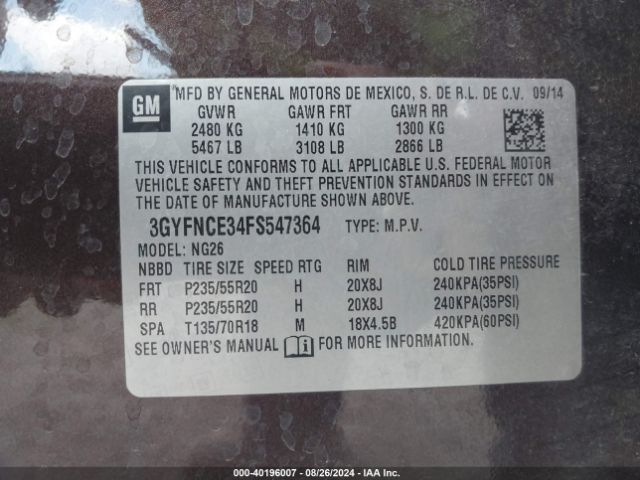 GM
MFD BY GENERAL MOTORS DE MEXICO, S. DE R.L. DE C.V. 09/14
GVWR GAWR FRT GAWR RR
2480 KG 1410 KG 1300 KG
5467 LB 3108 LB 2866 LB
THIS VEHICLE CONFORMS TO ALL APPLICABLE U.S. FEDERAL MOTOR
VEHICLE SAFETY AND THEFT PREVENTION STANDARDS IN EFFECT ON
THE DATE OF MANUFACTURE SHOWN ABOVE.
3GYFNCE34FS547364 TYPE: M.P.V.
MODEL: NG26
NBBD TIRE SIZE SPEED RTG RIM COLD TIRE PRESSURE
FRT P235/55R20 H 20X8J 240KPA(35PSI)
RR P235/55R20 H 20X8J 240KPA(35PSI)
SPA T135/70R18 M 18X4.5B 420KPA(60PSI)
SEE OWNER'S MANUAL FOR MORE INFORMATION.
000-40196007 - 08/26/2024 - IAA Inc.